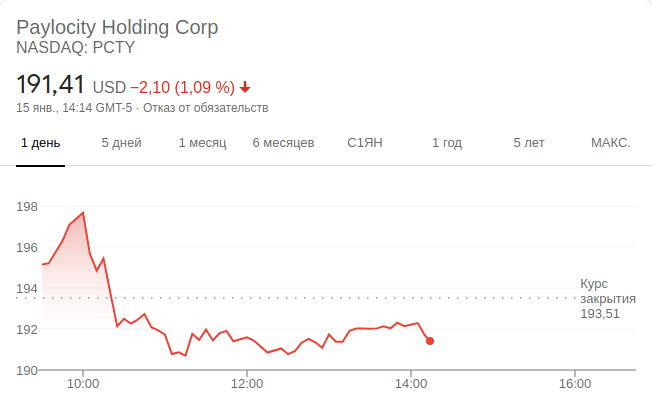 Paylocity Holding Corp
NASDAQ: PCTY
191,41 USD −2,10 (1,09 %)
15 янв., 14:14 GMT-5 · Отказ от обязательств
1 день 5 дней 1 месяц 6 месяцев С1ЯН 1 год 5 лет МАКС.
198
196
194
192
190
Курс
закрытия
193,51
10:00 12:00 14:00 16:00